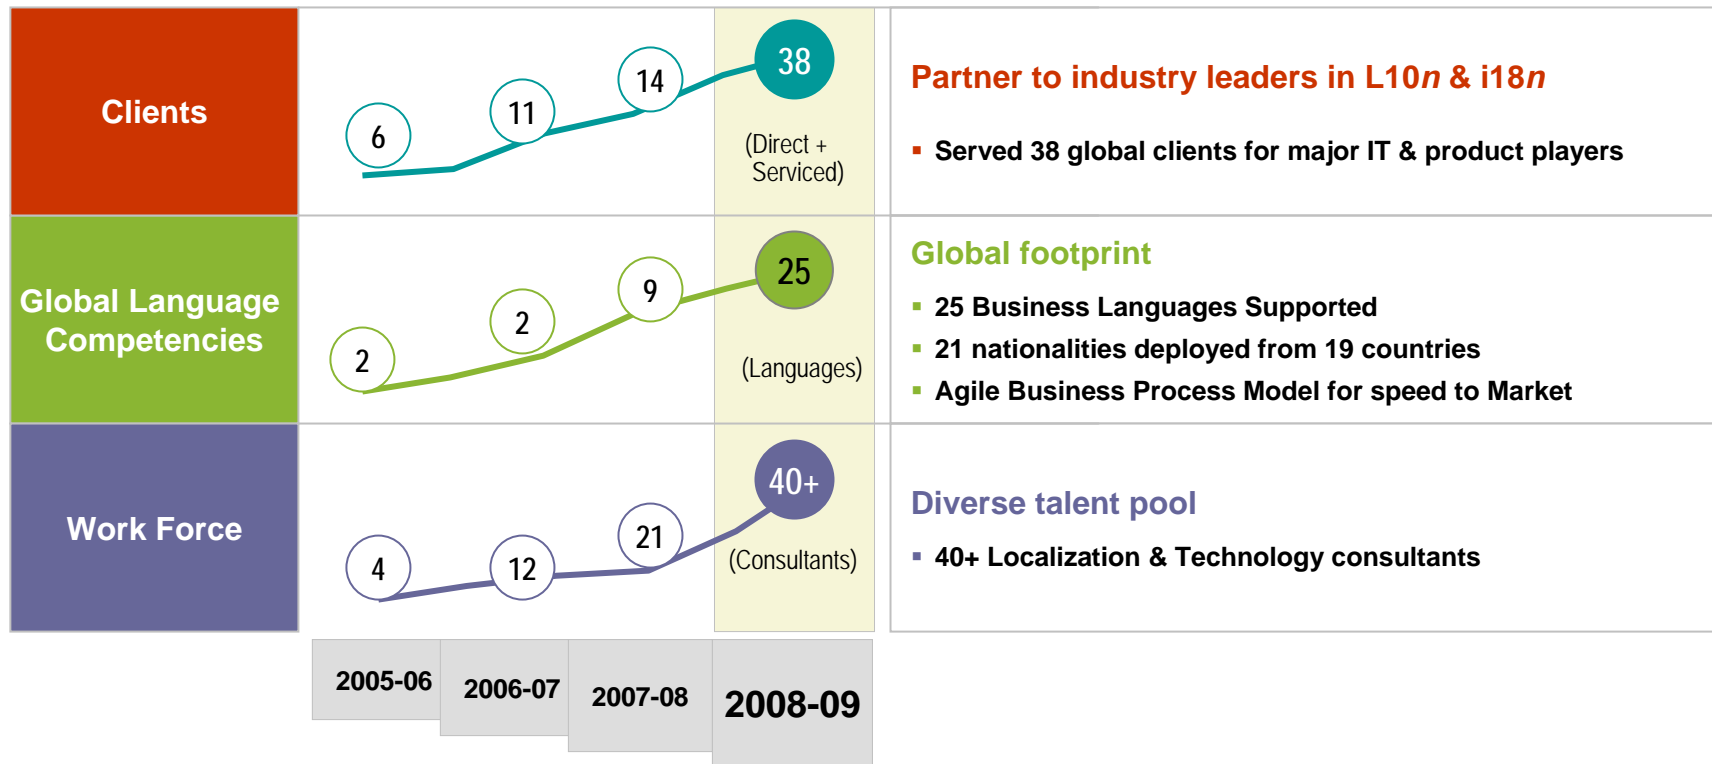 Clients
6
11
14
38
(Direct +
Serviced)
Partner to industry leaders in L10n & i18n
▪ Served 38 global clients for major IT & product players
Global Language
Competencies
2
2
9
25
(Languages)
Global footprint
▪ 25 Business Languages Supported
▪ 21 nationalities deployed from 19 countries
▪ Agile Business Process Model for speed to Market
Work Force
4
12
21
40+
(Consultants)
Diverse talent pool
▪ 40+ Localization & Technology consultants
2005-06
2006-07
2007-08
2008-09